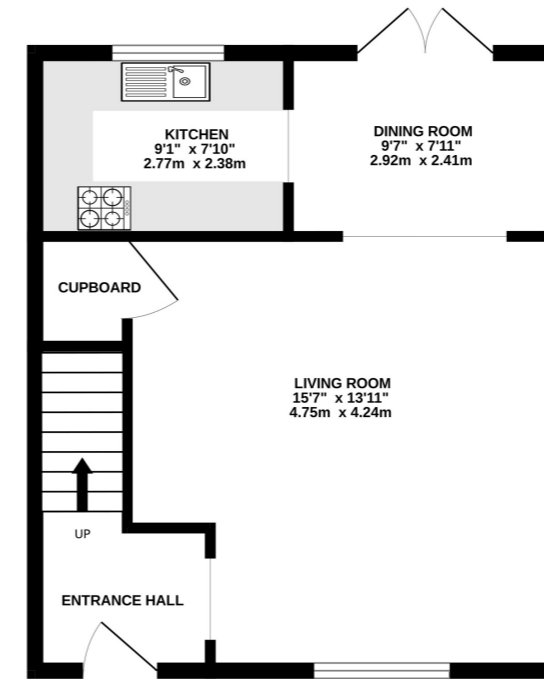 KITCHEN
9'1" x 7'10"
2.77m x 2.38m
DINING ROOM
9'7" x 7'11"
2.92m x 2.41m
CUPBOARD
LIVING ROOM
15'7" x 13'11"
4.75m x 4.24m
UP
ENTRANCE HALL